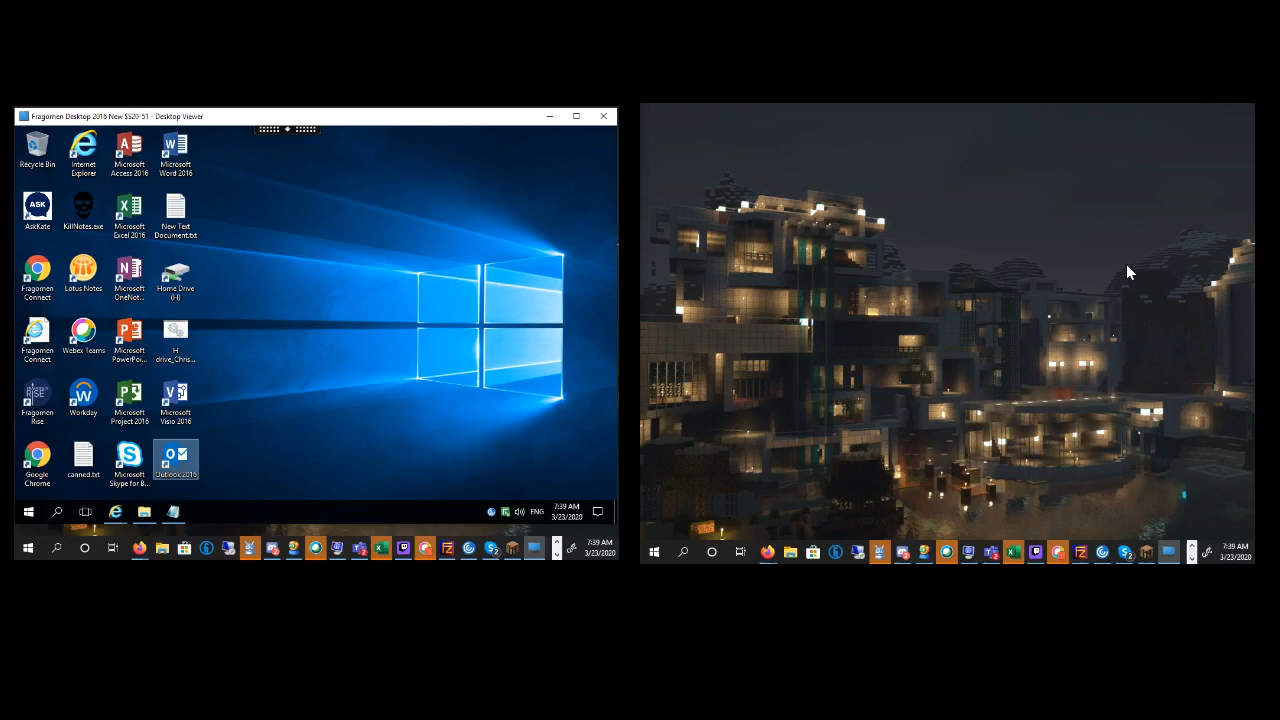 Fragomen Desktop 2016 New $S20-51 - Desktop Viewer
Recycle Bin
Internet
Explorer
Microsoft
Access 2016
Microsoft
Word 2016
ASK
AskKate
KillNotes.exe
Microsoft
Excel 2016
New Text
Document.txt
Fragomen
Connect
Lotus Notes
Microsoft
OneNot...
Home Drive
(H)
Fragomen
Connect
Webex Teams
Microsoft
PowerPoi...
H
drive_Chris...
RISE
Fragomen
Rise
Workday
Microsoft
Project 2016
Microsoft
Visio 2016
Google
Chrome
canned.txt
Microsoft
Skype for B...
Outlook 2016
ENG
7:39 AM
3/23/2020
7:39 AM
3/23/2020
7:39 AM
3/23/2020